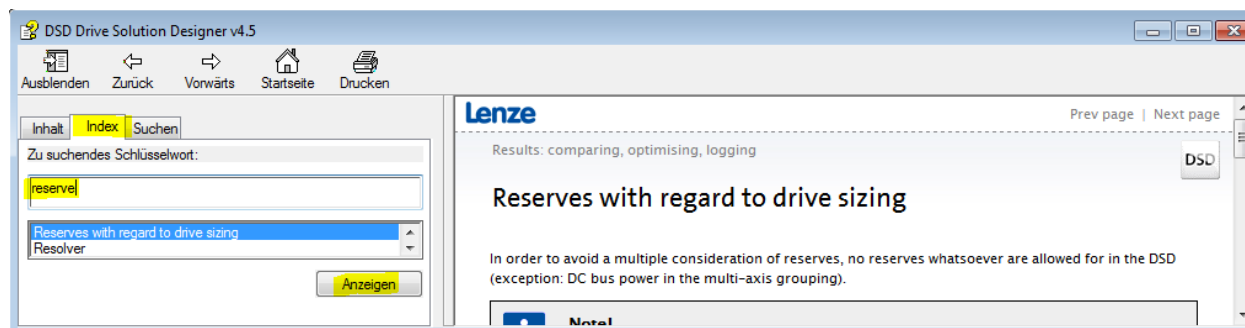 DSD Drive Solution Designer v4.5
Ausblenden Zurück Vorwärts Startseite Drucken
Inhalt Index Suchen
Zu suchendes Schlüsselwort:
reserve
Reserves with regard to drive sizing
Resolver
Anzeigen
Lenze
Prev page | Next page
Results: comparing, optimising, logging
DSD
Reserves with regard to drive sizing
In order to avoid a multiple consideration of reserves, no reserves whatsoever are allowed for in the DSD
(exception: DC bus power in the multi-axis grouping).
Note!